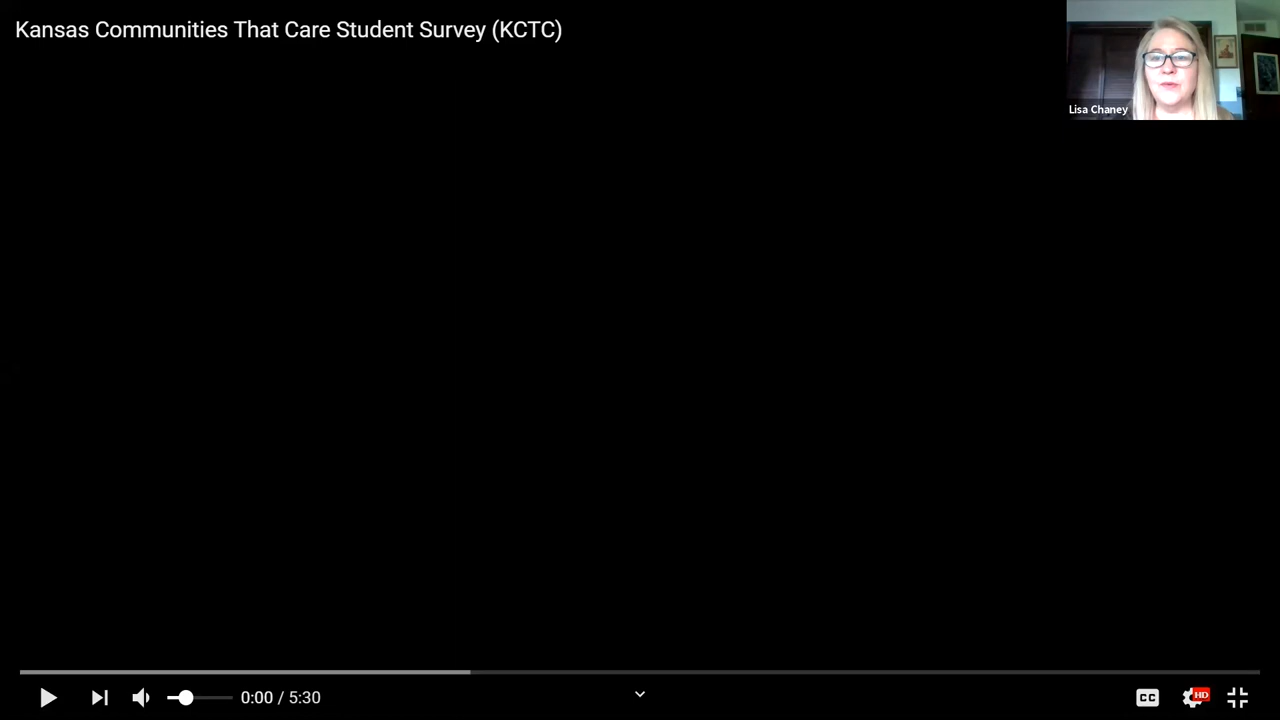 Kansas Communities That Care Student Survey (KCTC)
Lisa Chaney
0:00 / 5:30
CC
HD